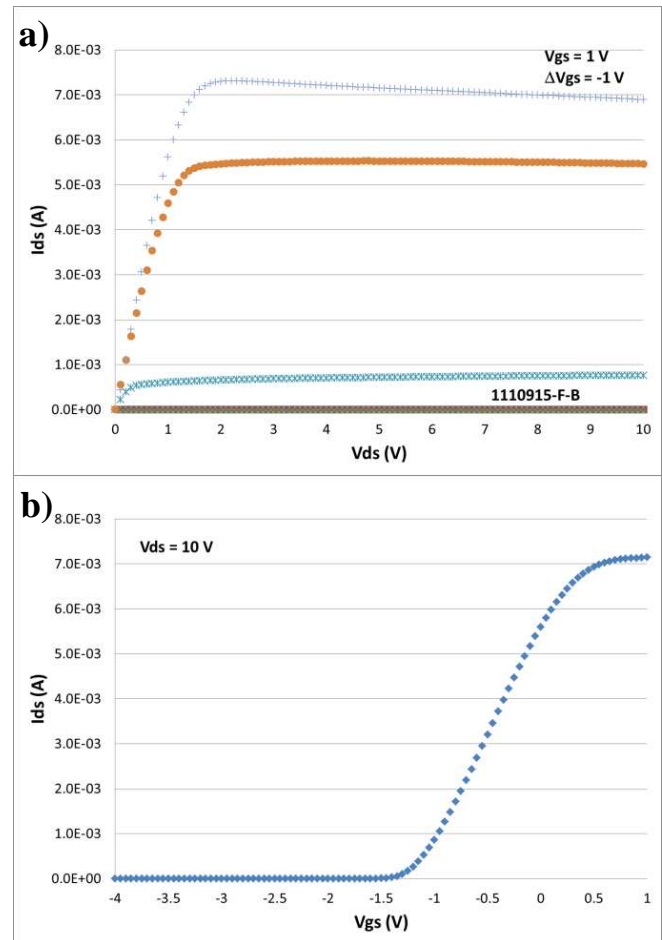 a)
8.0E-03
Vgs = 1 V
ΔVgs = -1 V
7.0E-03
6.0E-03
5.0E-03
Ids (A)
4.0E-03
3.0E-03
2.0E-03
1.0E-03
1110915-F-B
0.0E+00
0 1 2 3 4 5 6 7 8 9 10
Vds (V)
b)
8.0E-03
Vds = 10 V
7.0E-03
6.0E-03
5.0E-03
Ids (A)
4.0E-03
3.0E-03
2.0E-03
1.0E-03
0.0E+00
-4 -3.5 -3 -2.5 -2 -1.5 -1 -0.5 0 0.5 1
Vgs (V)